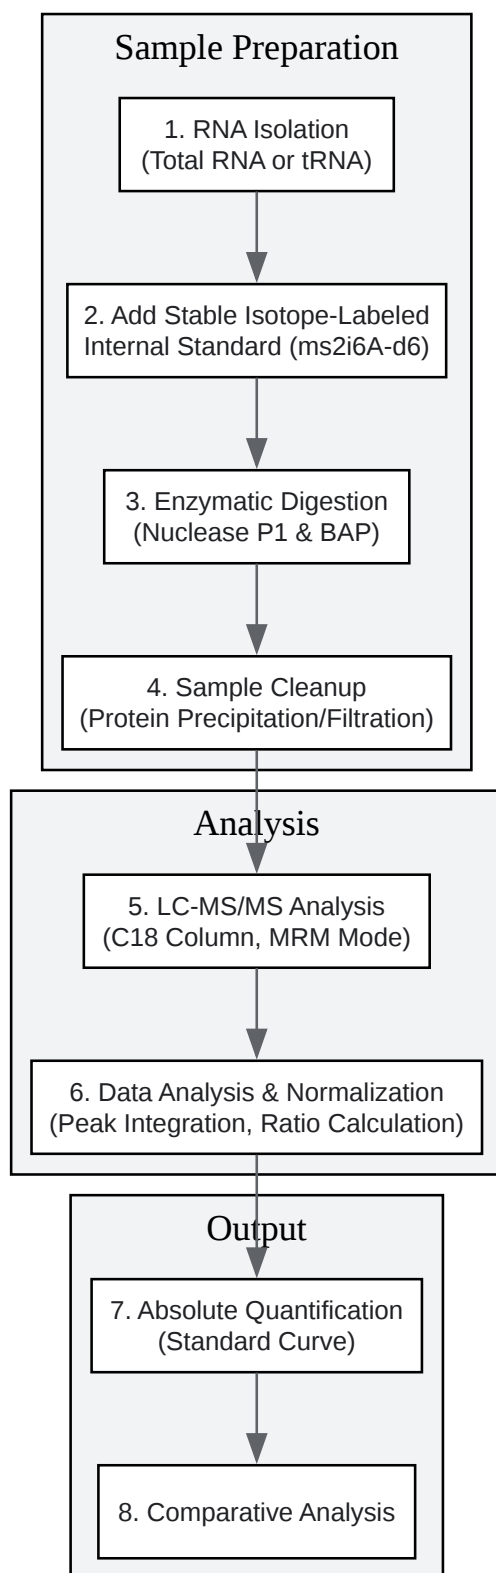 Sample Preparation
1. RNA Isolation
(Total RNA or tRNA)
2. Add Stable Isotope-Labeled
Internal Standard (ms2i6A-d6)
3. Enzymatic Digestion
(Nuclease P1 & BAP)
4. Sample Cleanup
(Protein Precipitation/Filtration)
Analysis
5. LC-MS/MS Analysis
(C18 Column, MRM Mode)
6. Data Analysis & Normalization
(Peak Integration, Ratio Calculation)
Output
7. Absolute Quantification
(Standard Curve)
8. Comparative Analysis